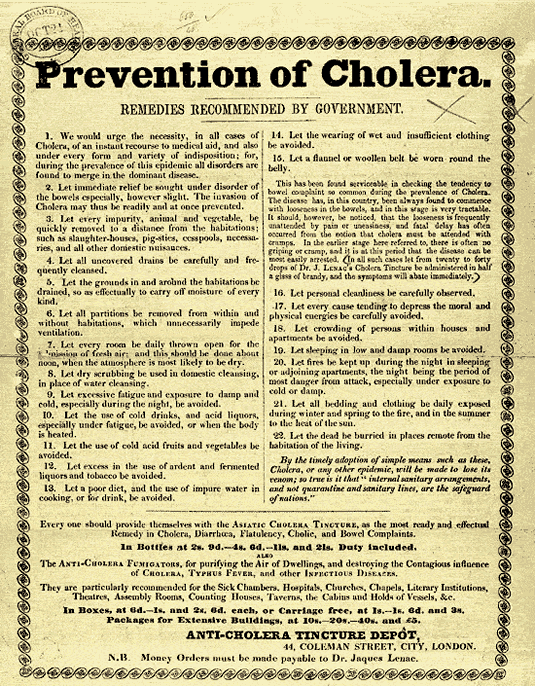 RAL BOARD OF HEA
OCT 21
Prevention of Cholera.
REMEDIES RECOMMENDED BY GOVERNMENT.
1. We would urge the necessity, in all cases of
Cholera, of an instant recourse to medical aid, and also
under every form and variety of indisposition; for,
during the prevalence of this epidemic all disorders are
found to merge in the dominant disease.
2. Let immediate relief be sought under disorder of
the bowels especially, however slight. The invasion of
Cholera may thus be readily and at once prevented.
3. Let every impurity, animal and vegetable, be
quickly removed to a distance from the habitations;
such as slaughter-houses, pig-sties, cesspools, necessa-
ries, and all other domestic nuisances.
4. Let all uncovered drains be carefully and fre-
quently cleansed.
5. Let the grounds in and around the habitations be
drained, so as effectually to carry off moisture of every
kind.
6. Let all partitions be removed from within and
without habitations, which unnecessarily impede
ventilation.
7. Let every room be daily thrown open for the
mission of fresh air; and this should be done about
noon, when the atmosphere is most likely to be dry.
8. Let dry scrubbing be used in domestic cleansing,
in place of water cleansing.
9. Let excessive fatigue and exposure to damp and
cold, especially during the night, be avoided.
10. Let the use of cold drinks, and acid liquors,
especially under fatigue, be avoided, or when the body
is heated.
11. Let the use of cold acid fruits and vegetables be
avoided.
12. Let excess in the use of ardent and fermented
liquors and tobacco be avoided.
13. Let a poor diet, and the use of impure water in
cooking, or for drink, be avoided.
14. Let the wearing of wet and insufficient clothing
be avoided.
15. Let a flannel or woollen belt be worn round the
belly.
This has been found serviceable in checking the tendency to
bowel complaint so common during the prevalence of Cholera.
The disease has, in this country, been always found to commence
with looseness in the bowels, and in this stage is very tractable.
It should, however, be noticed, that the looseness is frequently
unattended by pain or uneasiness, and fatal delay has often
occurred from the notion that cholera must be attended with
cramps. In the earlier stage here referred to, there is often no
griping or cramp, and it is at this period that the disease can be
most easily arrested. (In all such cases let from twenty to forty
drops of Dr. J. LENAC's Cholera Tincture be administered in half
a glass of brandy, and the symptoms will abate immediately.)
16. Let personal cleanliness be carefully observed.
17. Let every cause tending to depress the moral and
physical energies be carefully avoided.
18. Let crowding of persons within houses and
apartments be avoided.
19. Let sleeping in low and damp rooms be avoided.
20. Let fires be kept up during the night in sleeping
or adjoining apartments, the night being the period of
most danger from attack, especially under exposure to
cold or damp.
21. Let all bedding and clothing be daily exposed
during winter and spring to the fire, and in the summer
to the heat of the sun.
22. Let the dead be burried in places remote from the
habitation of the living.
By the timely adoption of simple means such as these,
Cholera, or any other epidemic, will be made to lose its
venom; so true is it that "internal sanitary arrangements,
and not quarantine and sanitary lines, are the safeguard
of nations."
Every one should provide themselves with the ASIATIC CHOLERA TINCTURE, as the most ready and effectual
Remedy in Cholera, Diarrhœa, Flatulency, Cholic, and Bowel Complaints.
In Bottles at 2s. 9d.—4s. 6d.—11s. and 21s. Duty included.
ALSO
The ANTI-CHOLERA FUMIGATORS, for purifying the Air of Dwellings, and destroying the Contagious influence
of CHOLERA, TYPHUS FEVER, and other INFECTIOUS DISEASES.
They are particularly recommended for the Sick Chambers, Hospitals, Churches, Chapels, Literary Institutions,
Theatres, Assembly Rooms, Counting Houses, Taverns, the Cabins and Holds of Vessels, &c.
In Boxes, at 6d.—1s. and 2s. 6d. each, or Carriage free, at 1s.—1s. 6d. and 3s.
Packages for Extensive Buildings, at 10s.—20s.—40s. and £5.
ANTI-CHOLERA TINCTURE DEPÔT,
44, COLEMAN STREET, CITY, LONDON.
N.B. Money Orders must be made payable to Dr. Jaques Lenac.